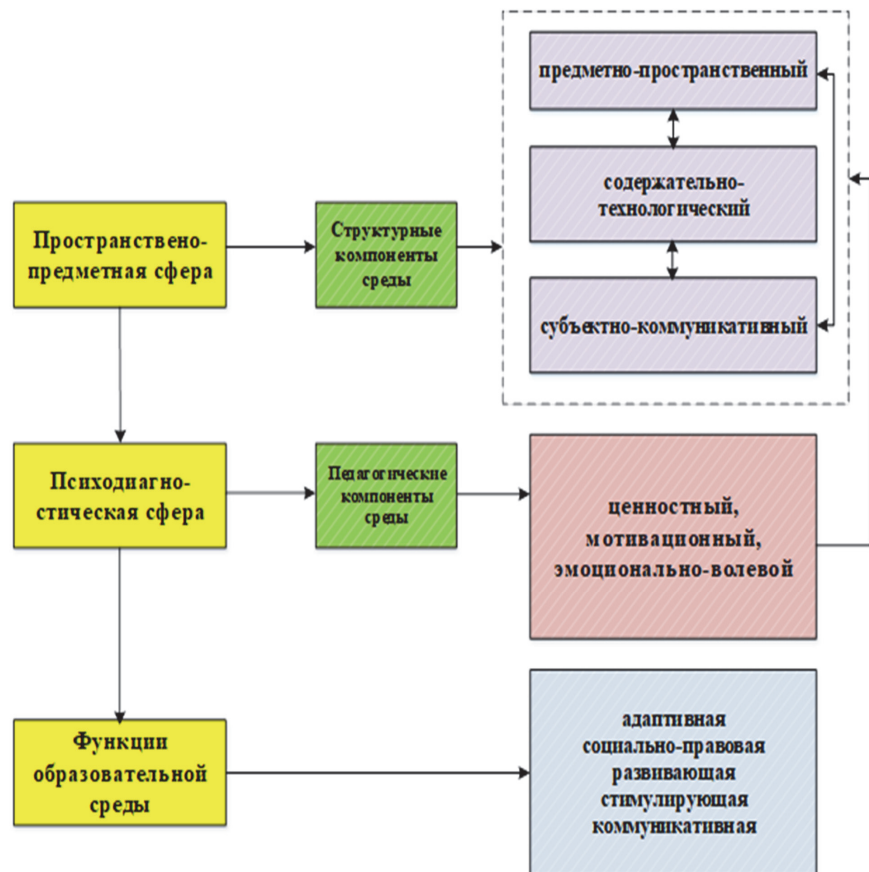 предметно-пространственный
содержательно-
технологический
субъектно-коммуникативный
Пространствено-
предметная сфера
Структурные
компоненты
среды
Психодиагно-
стическая сфера
Педагогические
компоненты
среды
ценностный,
мотивационный,
эмоционально-волевой
Функции
образовательной
среды
адаптивная
социально-правовая
развивающая
стимулирующая
коммуникативная